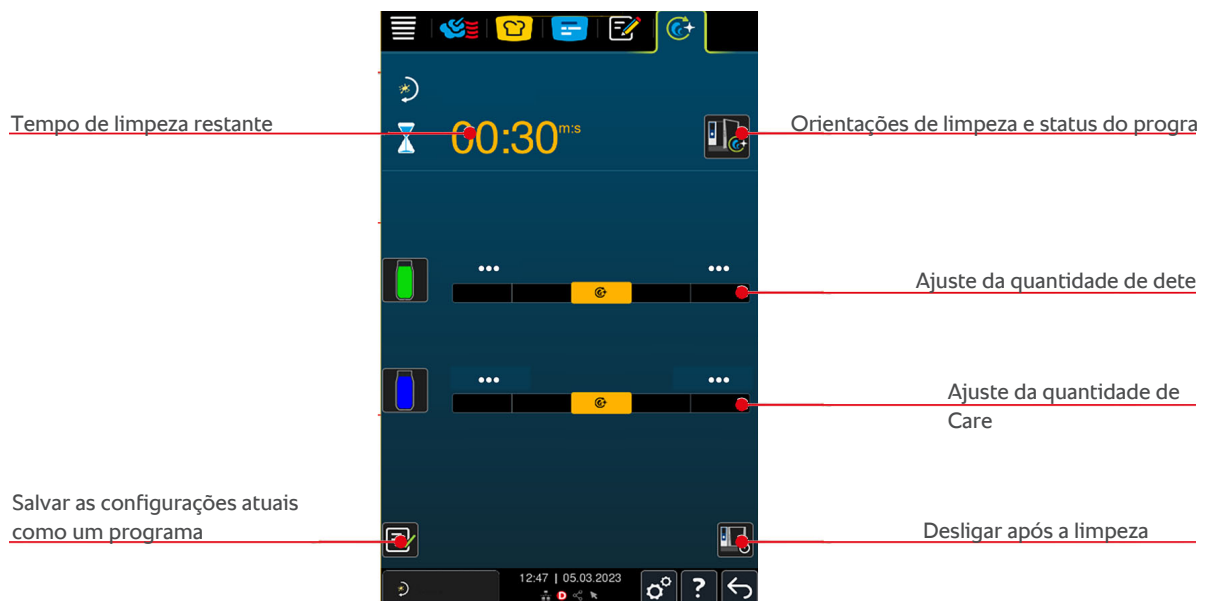 Tempo de limpeza restante
00:30 m:s
Orientações de limpeza e status do progra
•••
•••
Ajuste da quantidade de dete
•••
•••
Ajuste da quantidade de
Care
Salvar as configurações atuais
como um programa
Desligar após a limpeza
12:47 | 05.03.2023
D
?